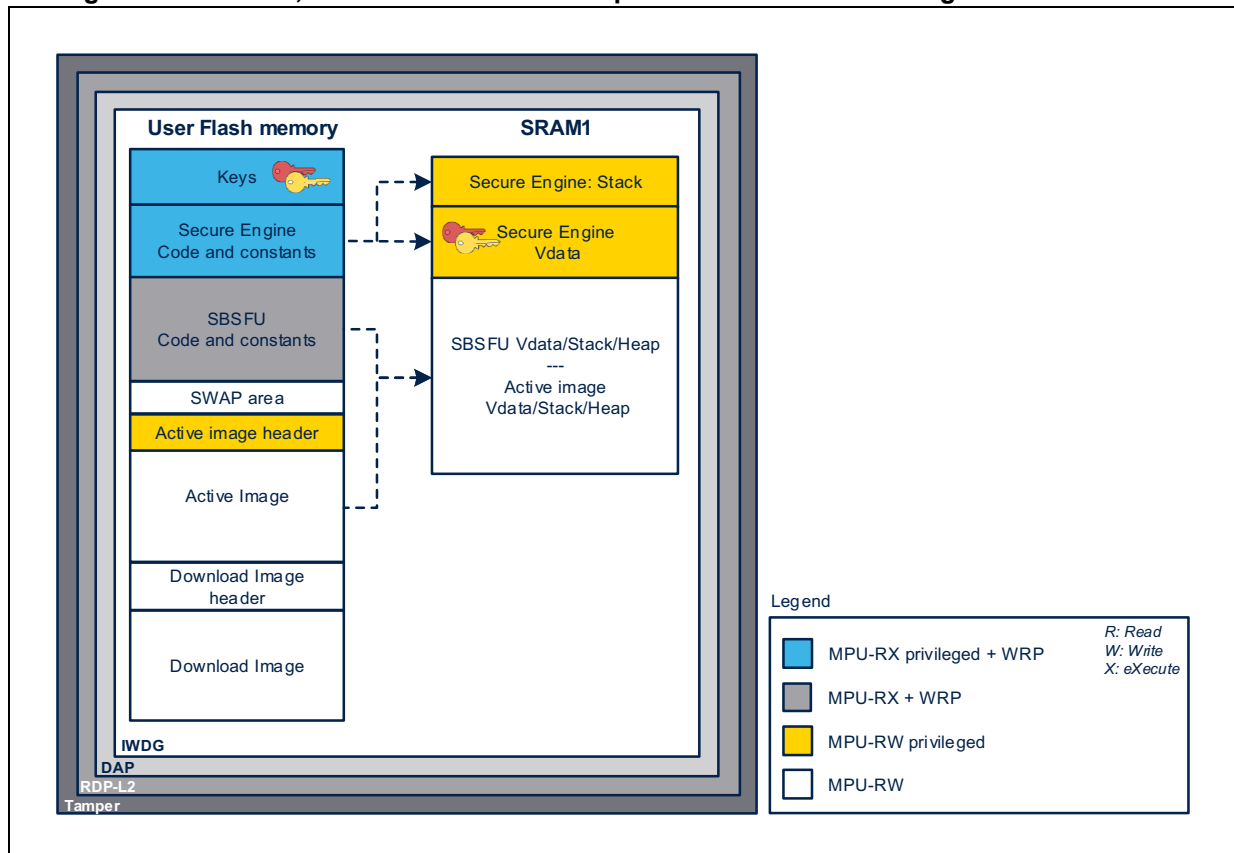 User Flash memory
SRAM1
Keys
Secure Engine
Code and constants
SBSFU
Code and constants
SWAP area
Active image header
Active Image
Download Image
header
Download Image
Secure Engine: Stack
Secure Engine
Vdata
SBSFU Vdata/Stack/Heap
---
Active image
Vdata/Stack/Heap
IWDG
DAP
RDP-L2
Tamper
Legend
R: Read
W: Write
X: eXecute
MPU-RX privileged + WRP
MPU-RX + WRP
MPU-RW privileged
MPU-RW